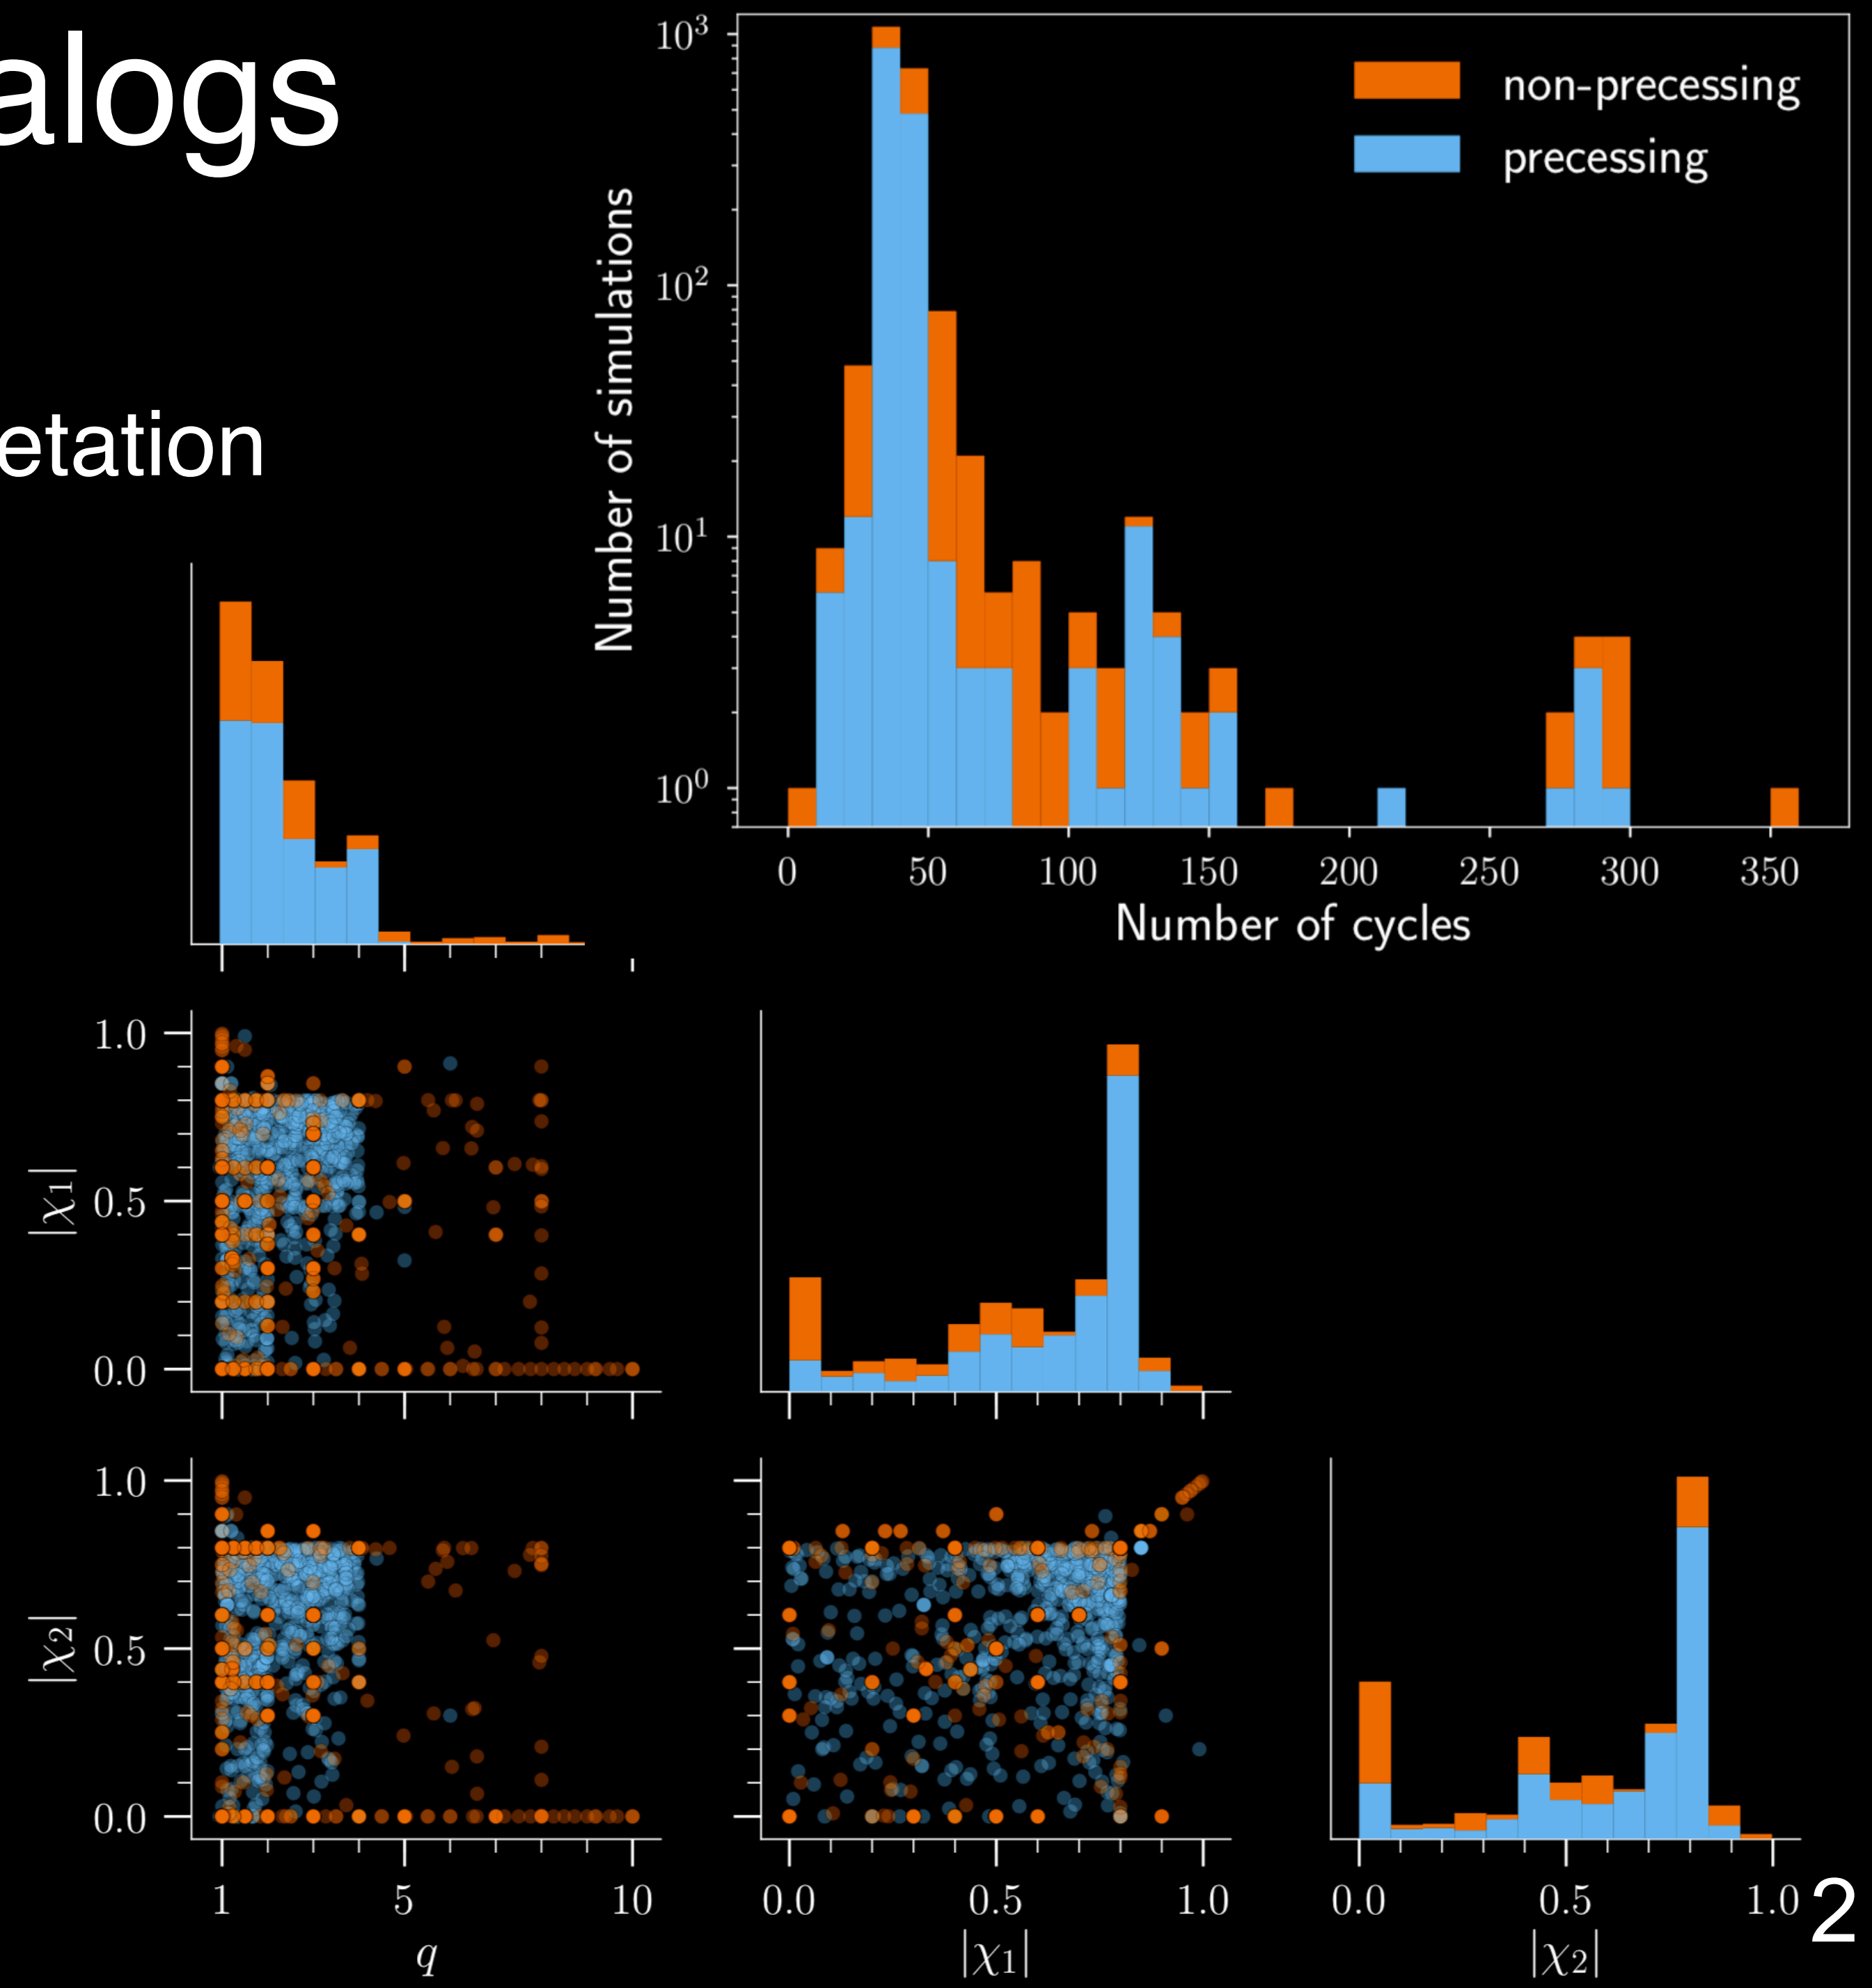 alogs
etation
10³
10²
10¹
10⁰
Number of simulations
non-precessing
precessing
0 50 100 150 200 250 300 350
Number of cycles
1.0
0.5
0.0
|χ1|
1.0
0.5
0.0
|χ2|
1 5 10
q
0.0 0.5 1.0
|χ1|
0.0 0.5 1.0
|χ2|
2